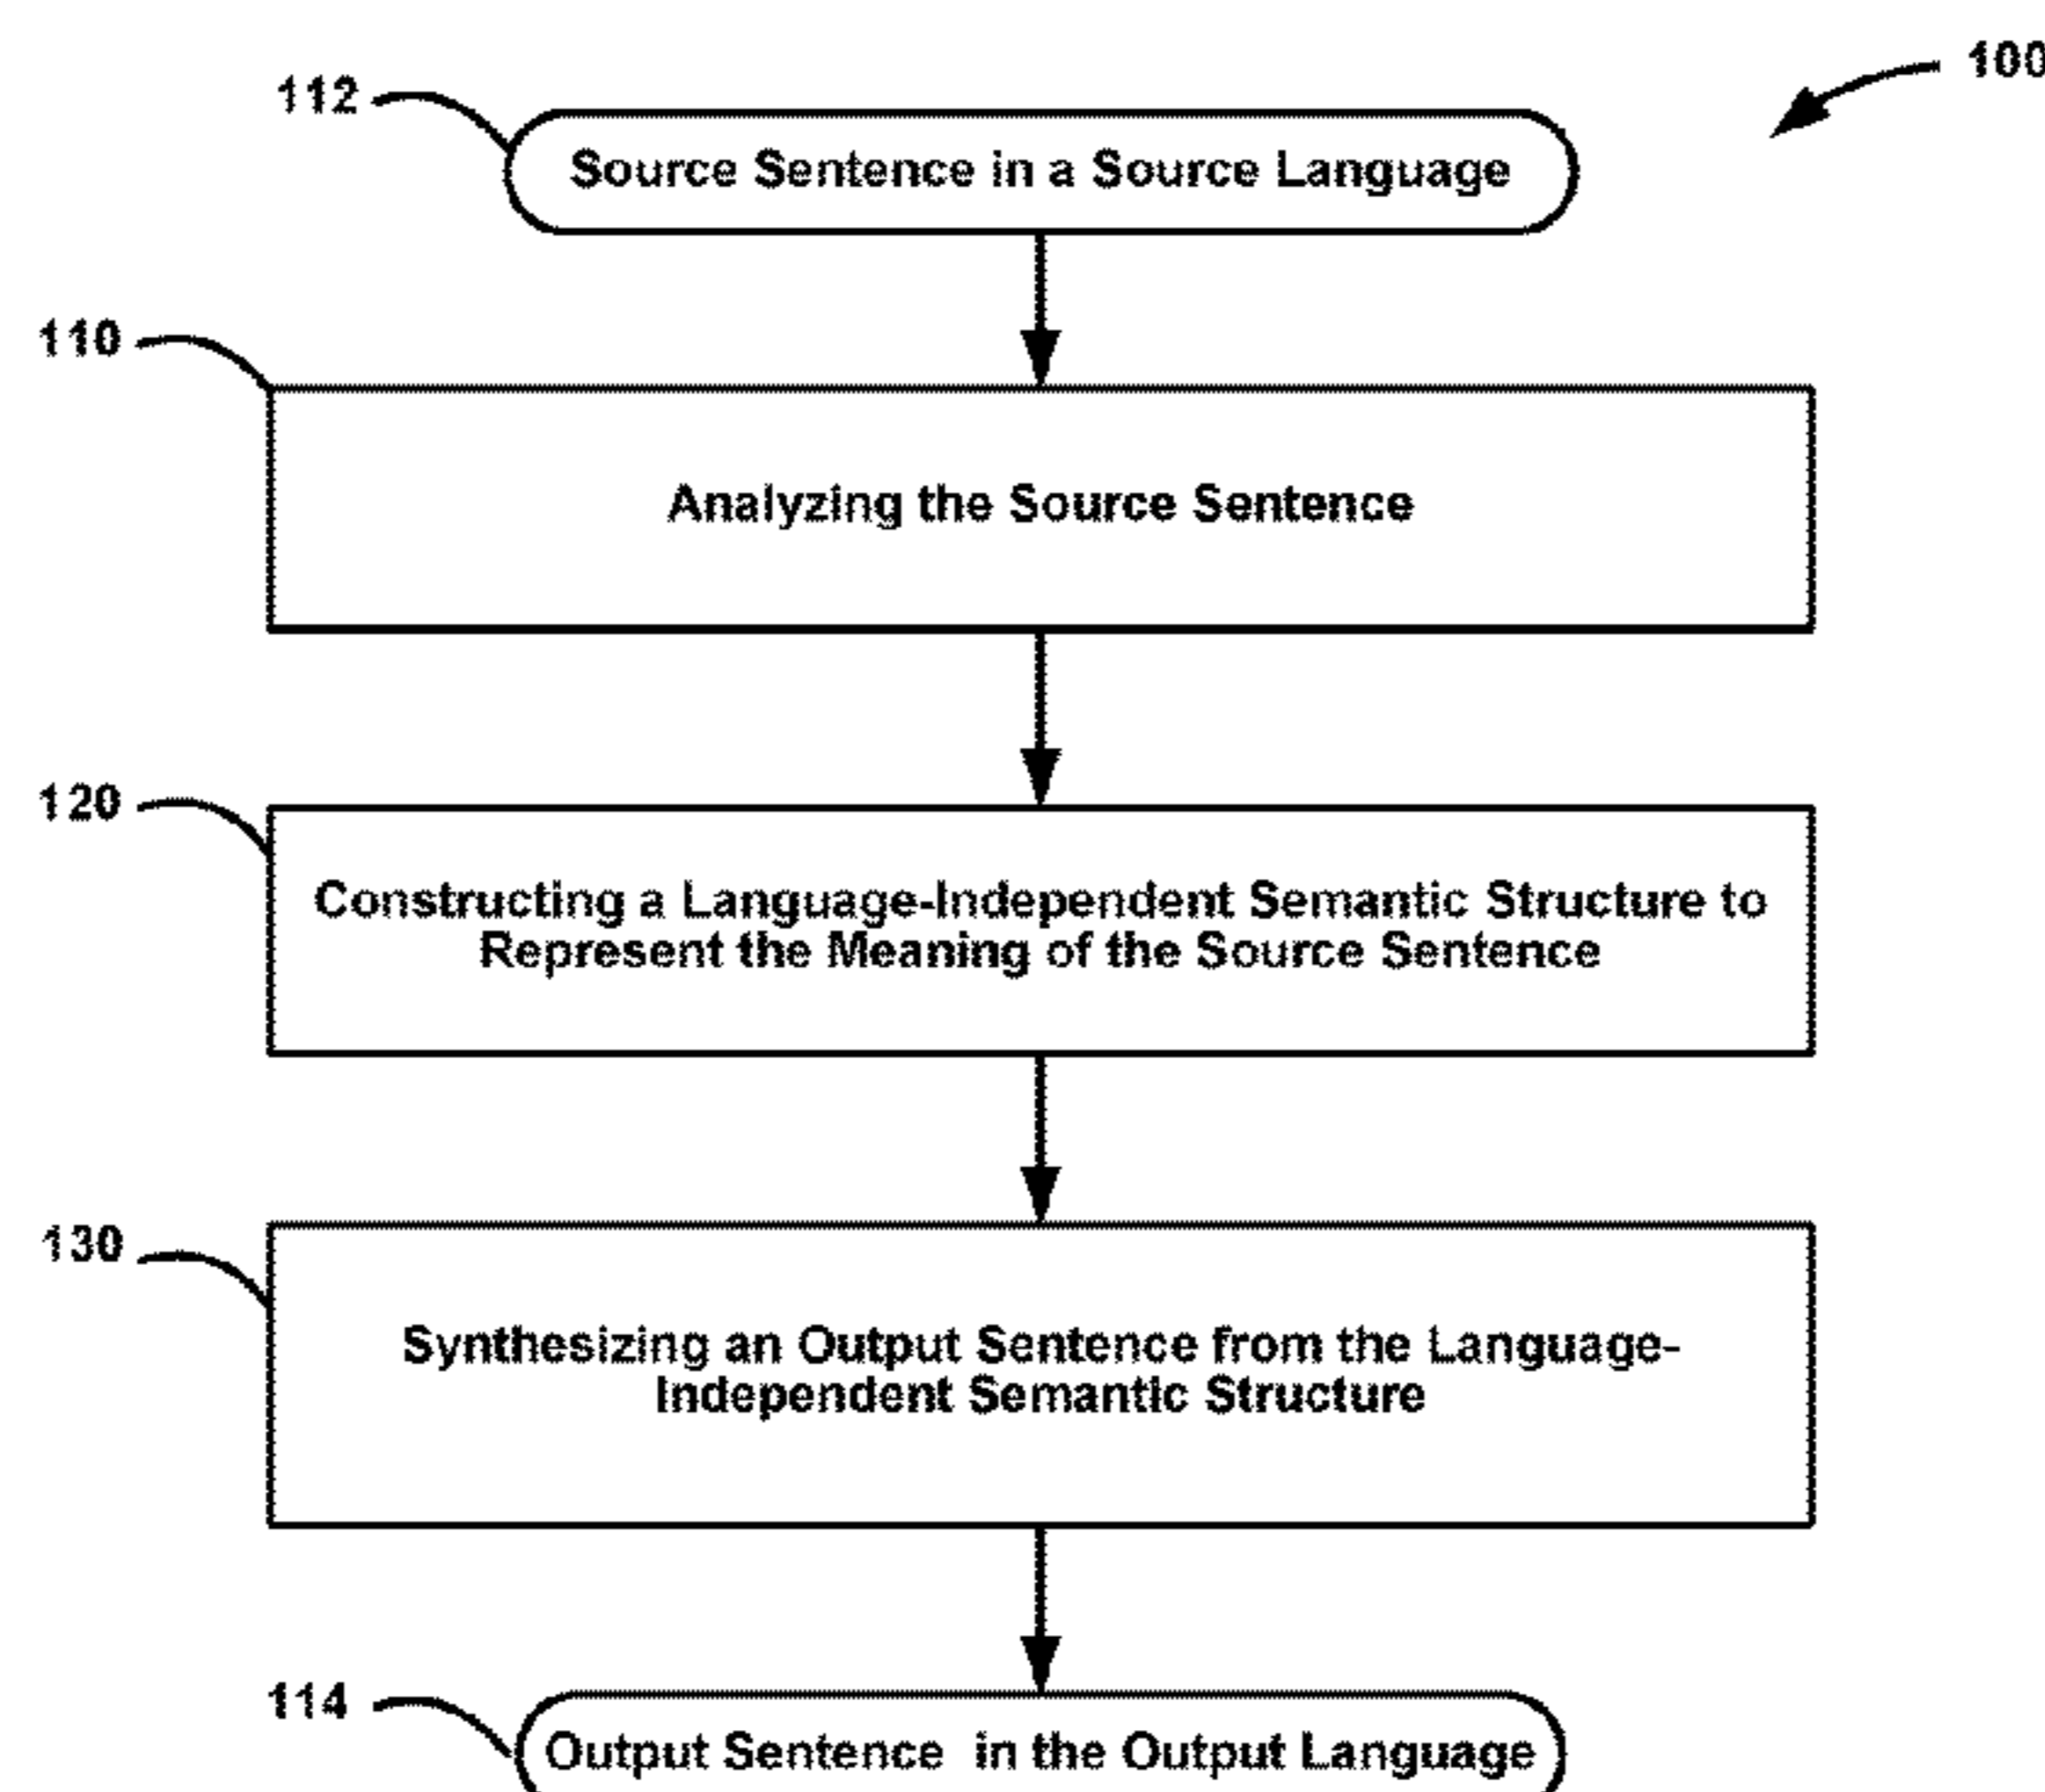 100
112
Source Sentence in a Source Language
110
Analyzing the Source Sentence
120
Constructing a Language-Independent Semantic Structure to
Represent the Meaning of the Source Sentence
130
Synthesizing an Output Sentence from the Language-
Independent Semantic Structure
114
Output Sentence in the Output Language